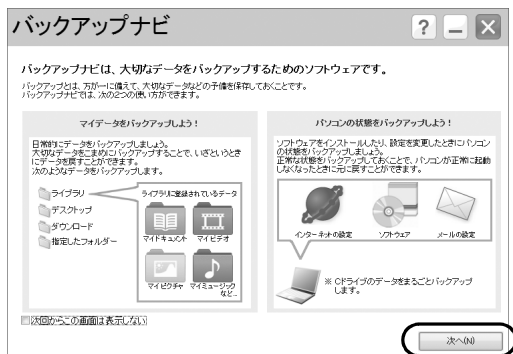 バックアップナビ
?
バックアップナビは、大切なデータをバックアップするためのソフトウェアです。
バックアップとは、万が一に備えて、大切なデータなどの予備を保存しておくことです。
バックアップナビでは、次の2つの使い方ができます。
マイデータをバックアップしよう!
日常的にデータをバックアップしましょう。
大切なデータをこまめにバックアップすることで、いざというとき
にデータを戻すことができます。
次のようなデータをバックアップします。
ライブラリ
デスクトップ
ダウンロード
指定したフォルダー
ライブラリに登録されているデータ
マイドキュメント
マイビデオ
マイピクチャ
マイミュージック
など...
パソコンの状態をバックアップしよう!
ソフトウェアをインストールしたり、設定を変更したときにパソコン
の状態をバックアップしましょう。
正常な状態をバックアップしておくことで、パソコンが正常に起動
しなくなったときに元に戻すことができます。
インターネットの設定
ソフトウェア
メールの設定
※ Cドライブのデータをまるごとバックアップ
します。
次回からこの画面は表示しない
次へ(N)